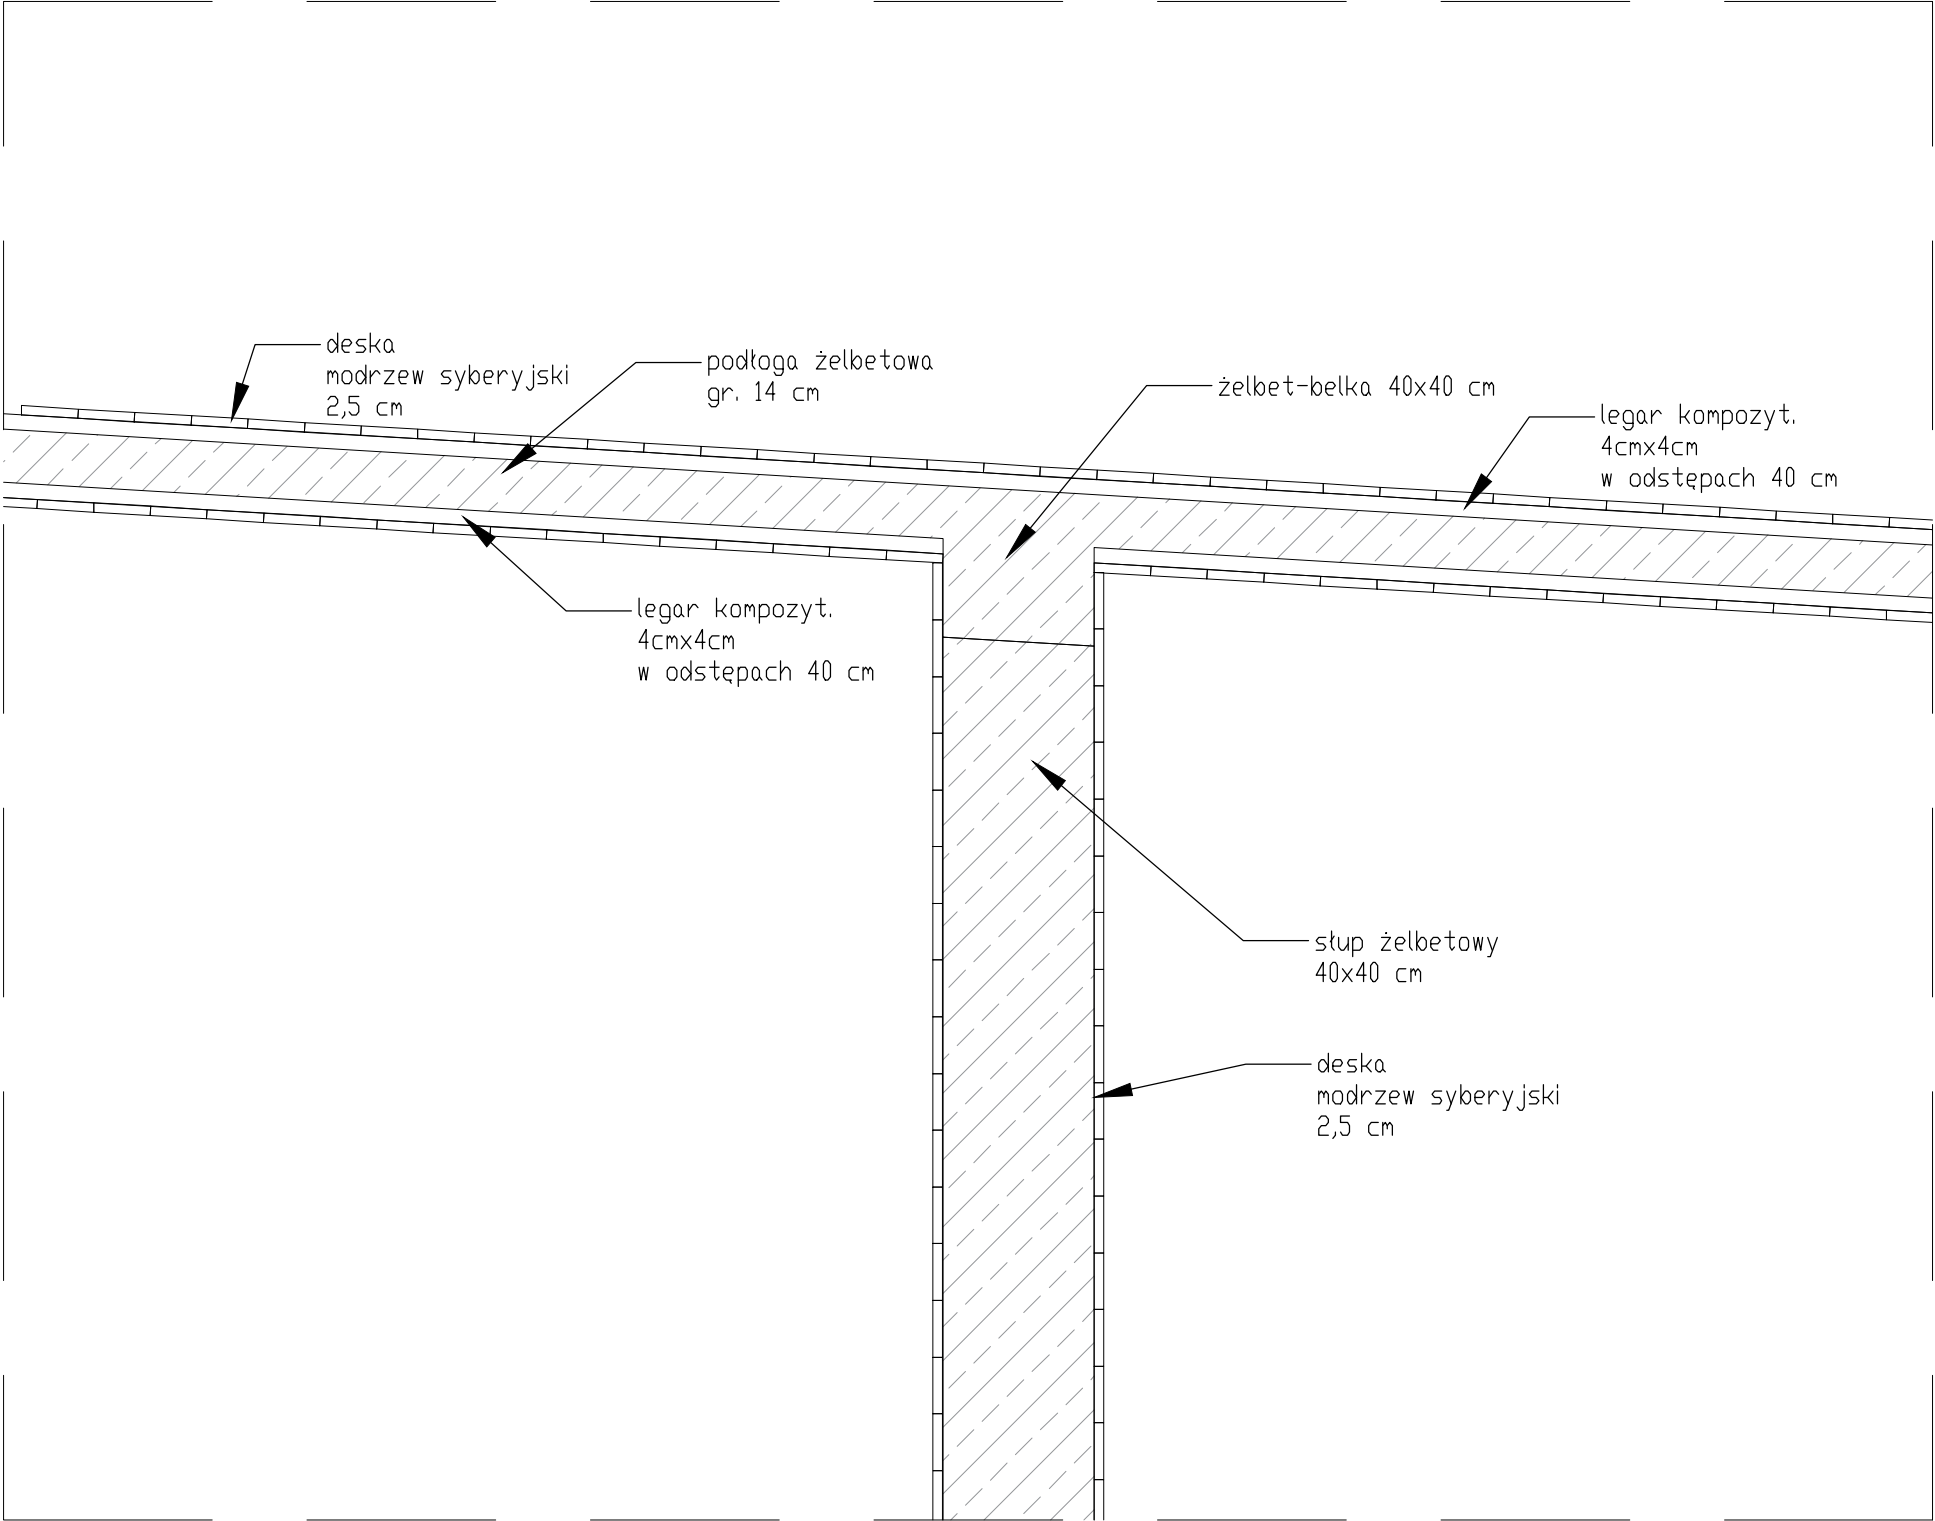 deska
modrzew syberyjski
2,5 cm
podłoga żelbetowa
gr. 14 cm
żelbet-belka 40x40 cm
legar kompozyt.
4cmx4cm
w odstępach 40 cm
legar kompozyt.
4cmx4cm
w odstępach 40 cm
słup żelbetowy
40x40 cm
deska
modrzew syberyjski
2,5 cm